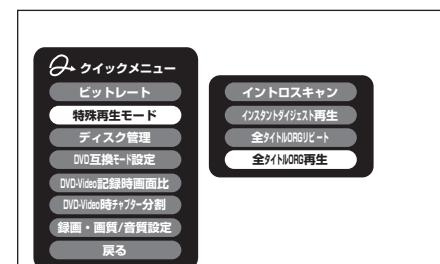 クイックメニュー
ビットレート
特殊再生モード
ディスク管理
DVD互換モード設定
DVD-Video記録時画面比
DVD-Video時チャプター分割
録画・画質/音質設定
戻る
イントロスキャン
インスタントダイジェスト再生
全タイトルORGリピート
全タイトルORG再生